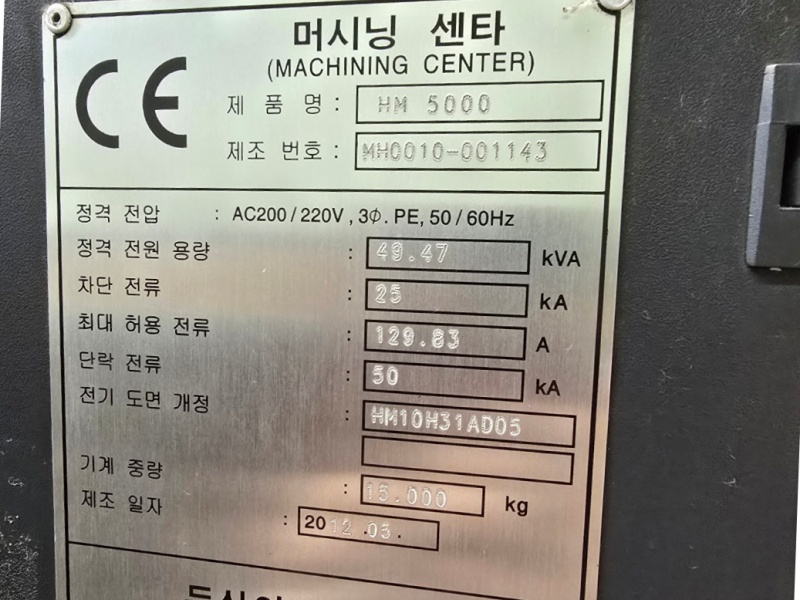 머시닝 센타
(MACHINING CENTER)
CE
제 품 명 : HM 5000
제조 번호 : MH0010-001143
정격 전압 : AC200/220V, 3Φ. PE, 50/60Hz
정격 전원 용량 : 49.47 kVA
차단 전류 : 25 kA
최대 허용 전류 : 129.83 A
단락 전류 : 50 kA
전기 도면 개정 : HM10H31AD05
기계 중량 : 15.000 kg
제조 일자 : 2012.03.